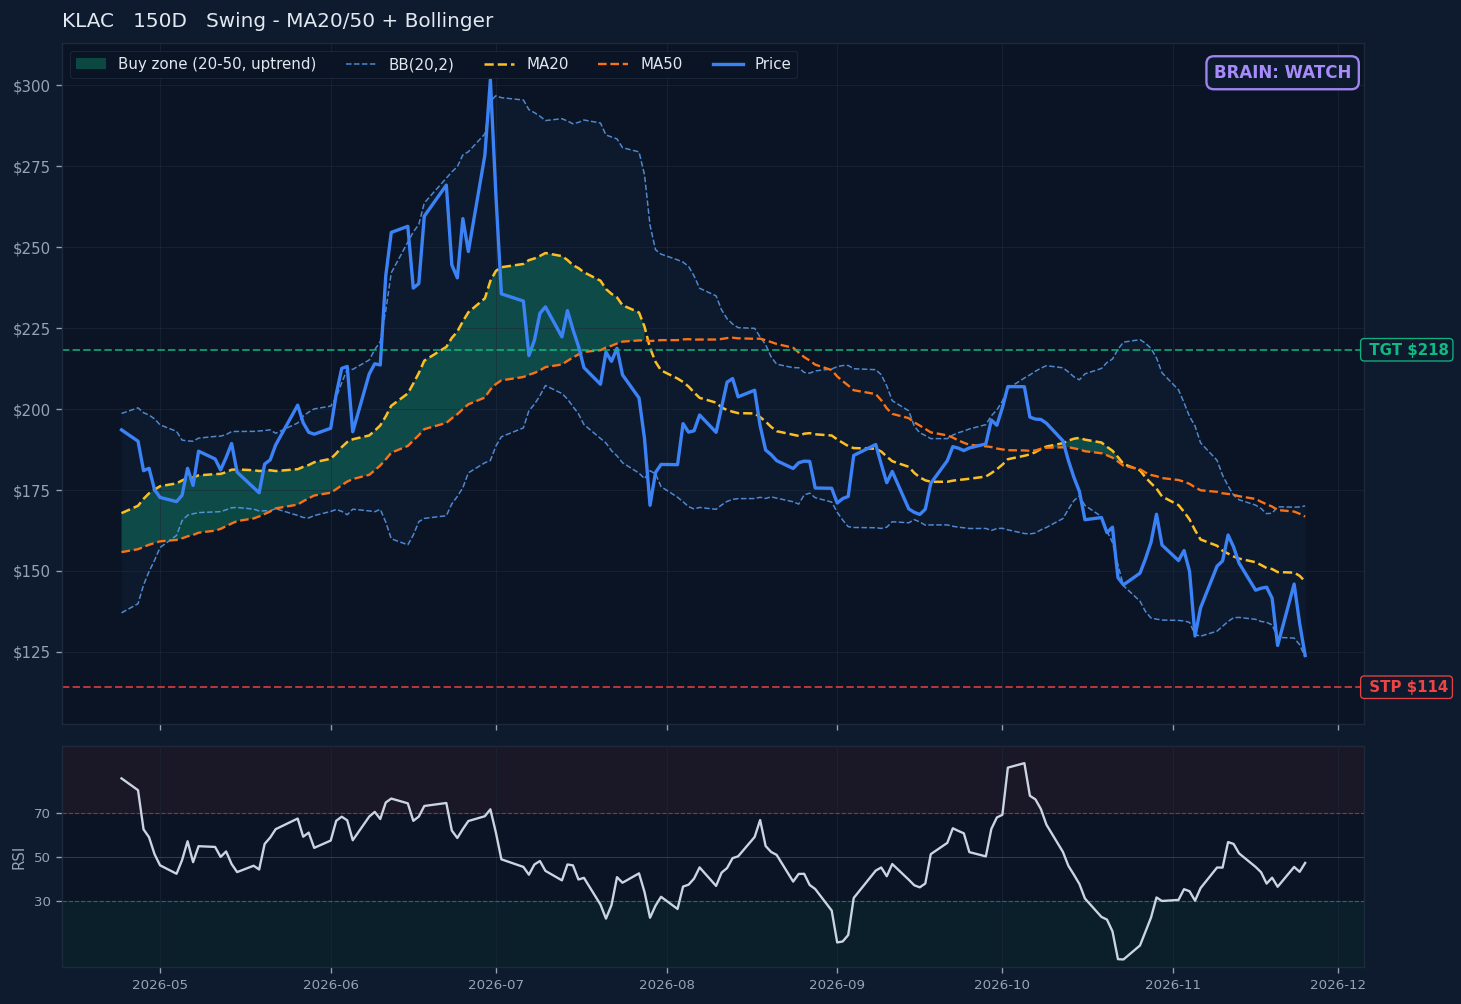 KLAC 150D Swing - MA20/50 + Bollinger
Buy zone (20-50, uptrend) BB(20,2) MA20 MA50 Price
BRAIN: WATCH
$300
$275
$250
$225
$200
$175
$150
$125
TGT $218
STP $114
RSI
70
50
30
2026-05 2026-06 2026-07 2026-08 2026-09 2026-10 2026-11 2026-12